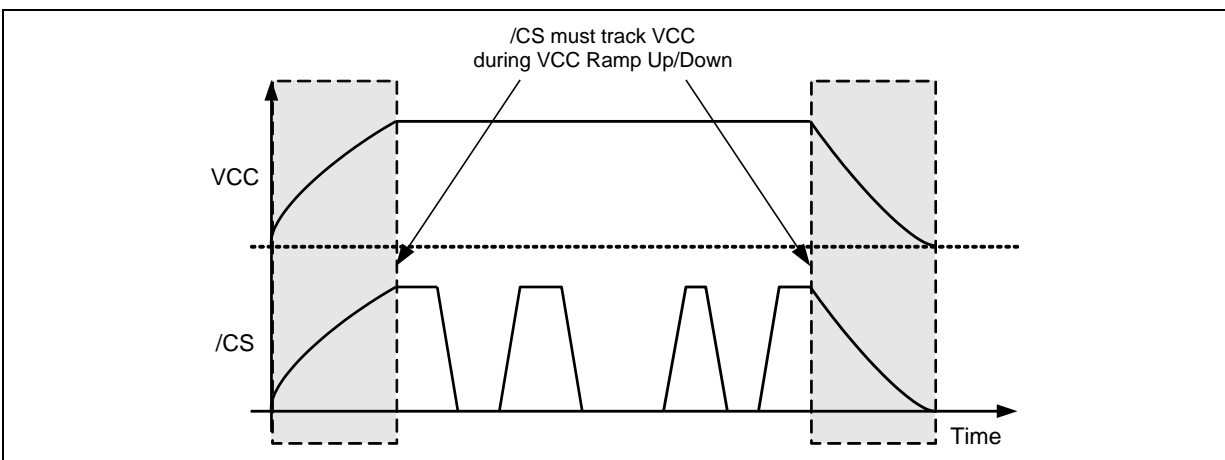 /CS must track VCC
during VCC Ramp Up/Down
VCC
/CS
Time